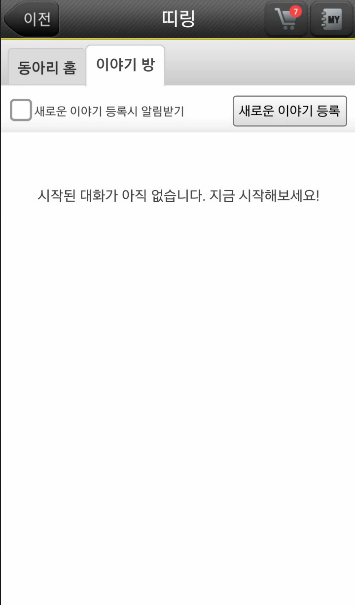 이전
띠링
7
MY
동아리 홈
이야기 방
새로운 이야기 등록시 알림받기
새로운 이야기 등록
시작된 대화가 아직 없습니다. 지금 시작해보세요!